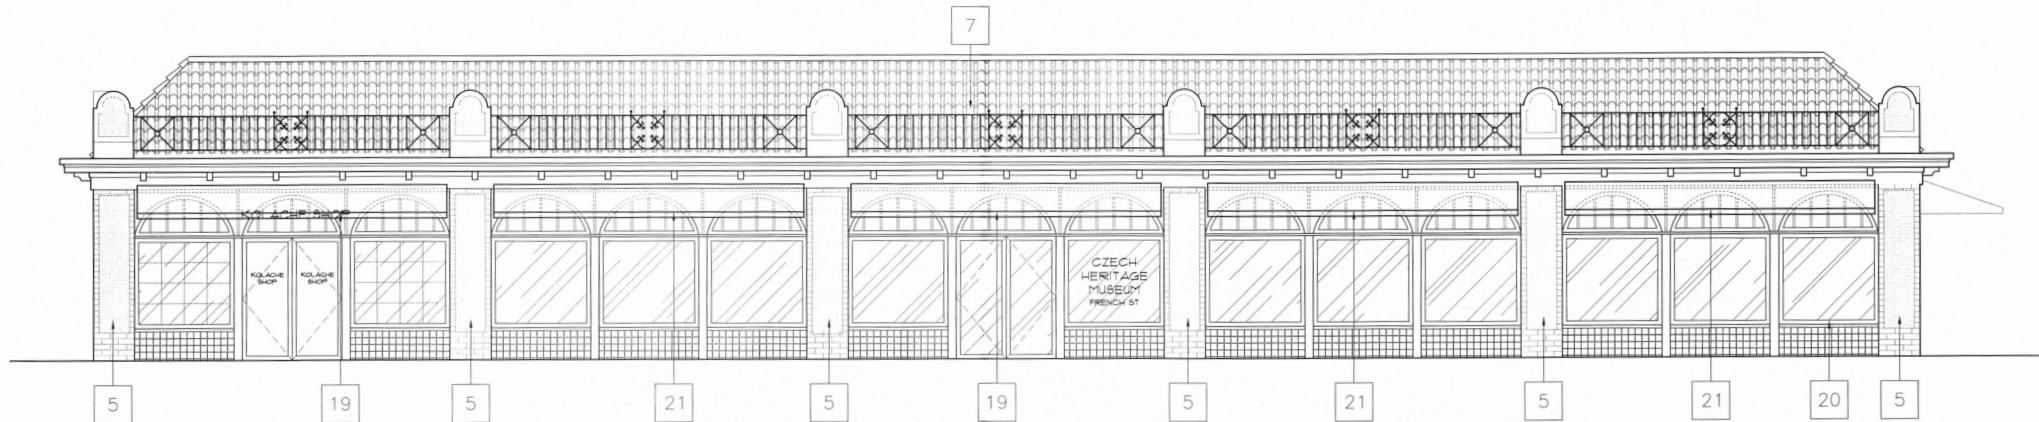 7
KOLACHE SHOP
KOLACHE
SHOP
KOLACHE
SHOP
CZECH
HERITAGE
MUSEUM
FRENCH ST
5
19
5
21
5
19
5
21
5
21
20
5